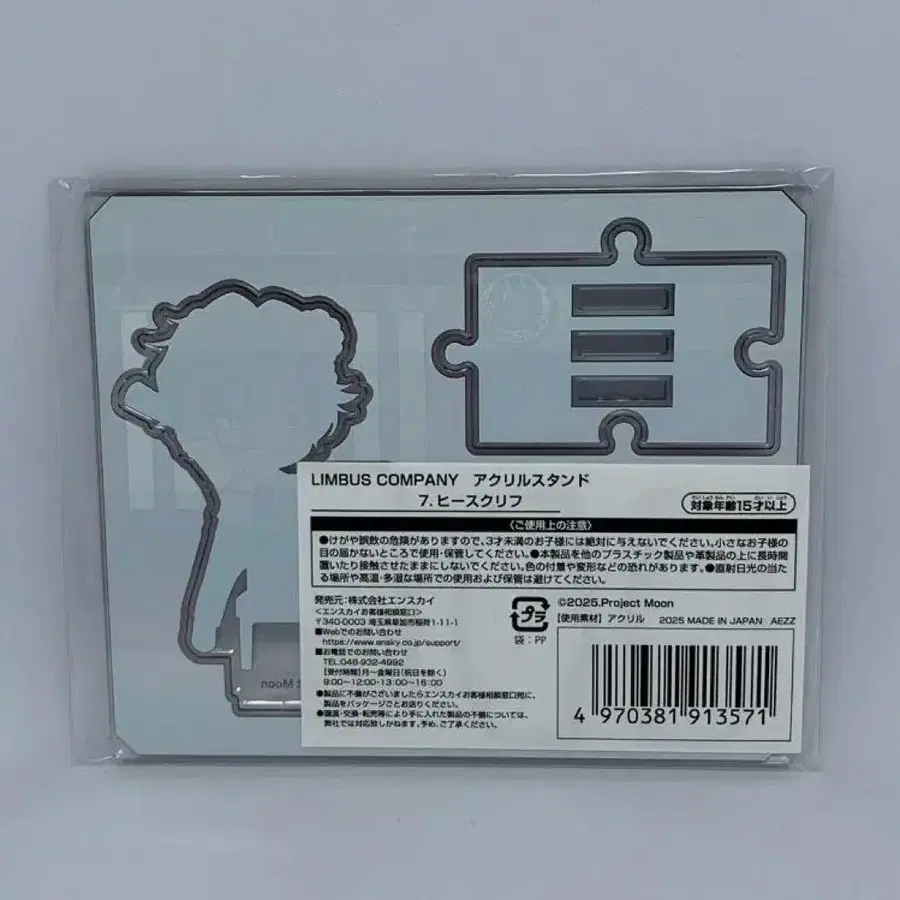 LIMBUS COMPANY アクリルスタンド
7. ヒースクリフ
対象年齢15才以上
〈ご使用上の注意〉
●けがや誤飲の危険がありますので、3才未満のお子様には絶対に与えないでください。小さなお子様の
目の届かないところで使用・保管してください。●本製品を他のプラスチック製品や革製品の上に長時間
置いたり接触させたままにしないでください。色の付着や変形などの恐れがあります。●直射日光の当た
る場所や高温・多湿な場所での使用および保管は避けてください。
発売元:株式会社エンスカイ
<エンスカイお客様相談窓口>
〒340-0003 埼玉県草加市稲荷1-11-1
■Webでのお問い合わせ
https://www.ensky.co.jp/support/
■お電話でのお問い合わせ
TEL.048-932-4992
【受付時間】月～金曜日(祝日を除く)
9:00～12:00・13:00～16:00
●製品に不備がございましたらエンスカイお客様相談窓口宛に、
製品をパッケージごとお送りください。
●譲渡・交換・転売等により手に入れた製品の不備については、
弊社では対応致しかねます。予め、ご了承ください。
プラ
袋:PP
©2025.Project Moon
【使用素材】アクリル 2025 MADE IN JAPAN AEZZ
4 970381 913571
t Moon